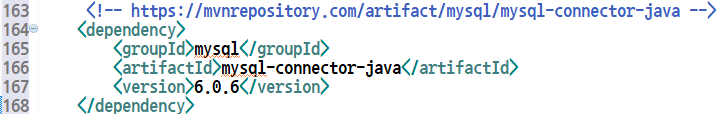 163 <!-- https://mvnrepository.com/artifact/mysql/mysql-connector-java -->
164 <dependency>
165 <groupId>mysql</groupId>
166 <artifactId>mysql-connector-java</artifactId>
167 <version>6.0.6</version>
168 </dependency>